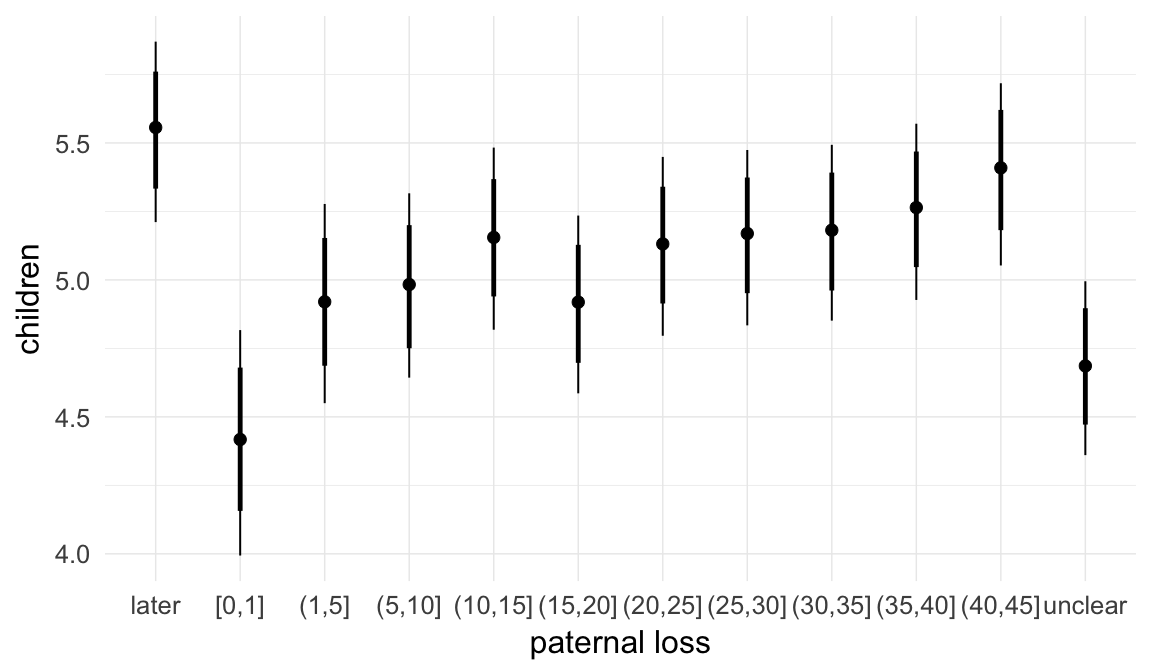 children
5.5
5.0
4.5
4.0
later [0,1] (1,5] (5,10] (10,15] (15,20] (20,25] (25,30] (30,35] (35,40] (40,45] unclear
paternal loss